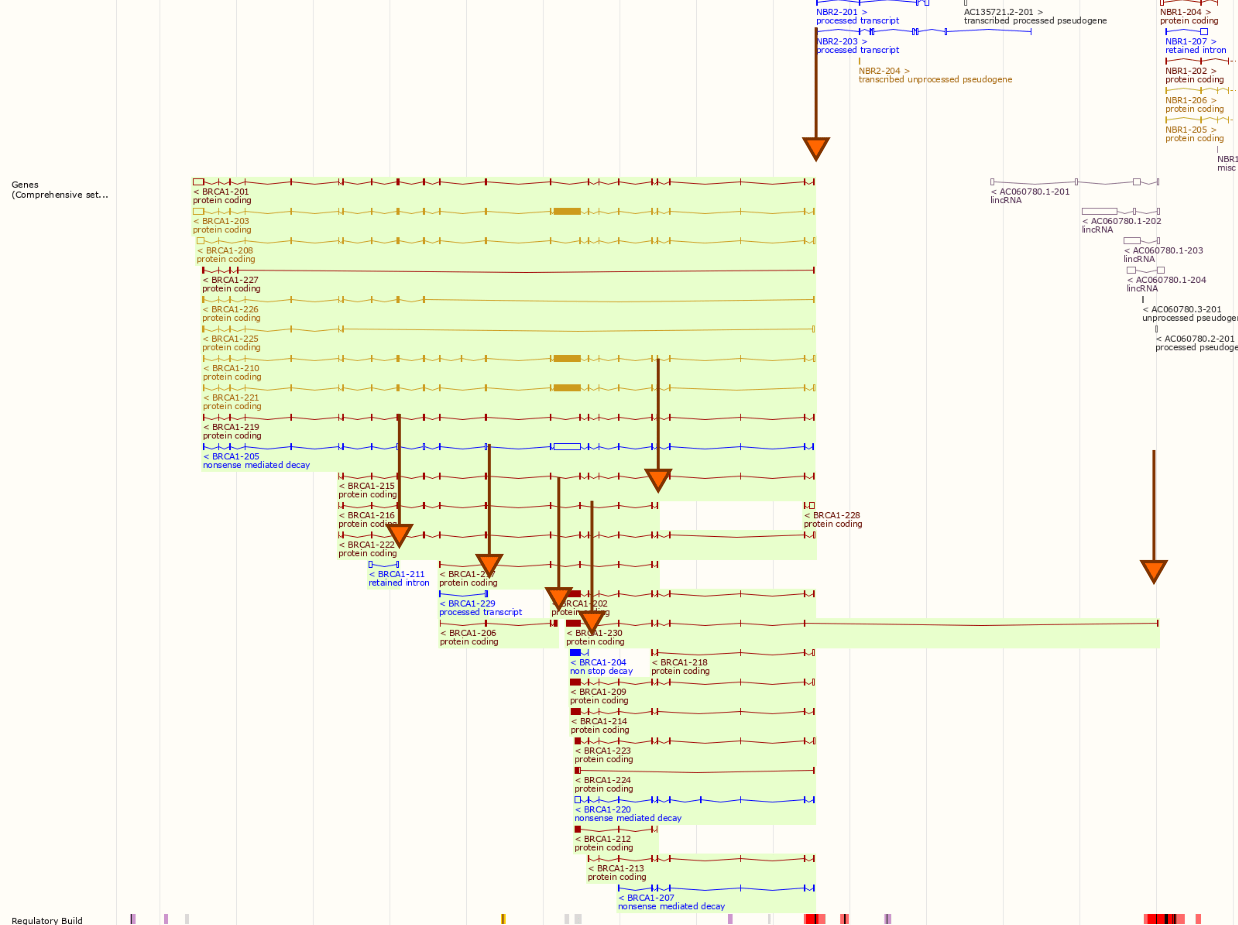 NBR2-201 >
processed transcript
AC135721.2-201 >
transcribed processed pseudogene
NBR1-204 >
protein coding
NBR2-203 >
processed transcript
NBR1-207 >
retained intron
NBR2-204 >
transcribed unprocessed pseudogene
NBR1-202 >
protein coding
NBR1-206 >
protein coding
NBR1-205 >
protein coding
NBR1
misc
Genes
(Comprehensive set...
< BRCA1-201
protein coding
< AC060780.1-201
lincRNA
< BRCA1-203
protein coding
< AC060780.1-202
lincRNA
< BRCA1-208
protein coding
< AC060780.1-203
lincRNA
< BRCA1-227
protein coding
< AC060780.1-204
lincRNA
< BRCA1-226
protein coding
< AC060780.3-201
unprocessed pseudoge
< BRCA1-225
protein coding
< AC060780.2-201
processed pseudoge
< BRCA1-210
protein coding
< BRCA1-221
protein coding
< BRCA1-219
protein coding
< BRCA1-205
nonsense mediated decay
< BRCA1-215
protein coding
< BRCA1-216
protein coding
< BRCA1-228
protein coding
< BRCA1-222
protein coding
< BRCA1-211
retained intron
< BRCA1-2
protein coding
< BRCA1-229
processed transcript
BRCA1-202
protein coding
< BRCA1-206
protein coding
< BRCA1-230
protein coding
< BRCA1-204
non stop decay
< BRCA1-218
protein coding
< BRCA1-209
protein coding
< BRCA1-214
protein coding
< BRCA1-223
protein coding
< BRCA1-224
protein coding
< BRCA1-220
nonsense mediated decay
< BRCA1-212
protein coding
< BRCA1-213
protein coding
< BRCA1-207
nonsense mediated decay
Regulatory Build